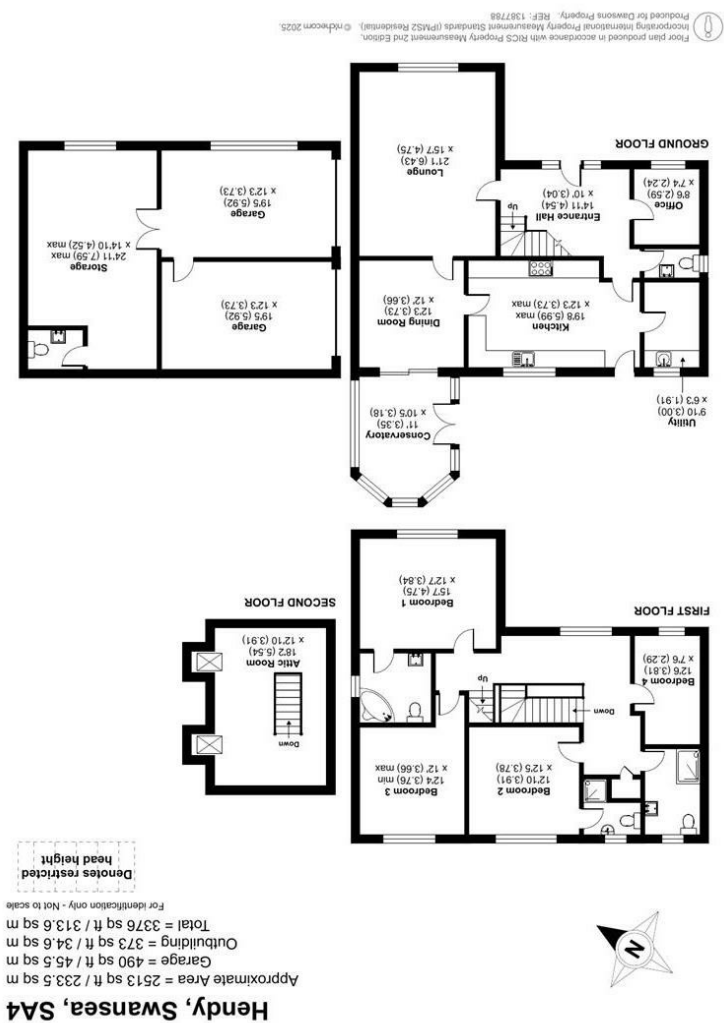 Hendy, Swansea, SA4
Approximate Area = 2513 sq ft / 233.5 sq m
Garage = 490 sq ft / 45.5 sq m
Outbuilding = 373 sq ft / 34.6 sq m
Total = 3376 sq ft / 313.6 sq m
For identification only - Not to scale
Denotes restricted
head height
N
Bedroom 2
12'10 (3.91)
x 12'5 (3.78)
Bedroom 3
12'4 (3.76) min
x 12' (3.66) max
Down
Up
Bedroom 4
12'6 (3.81)
x 7'6 (2.29)
Bedroom 1
15'7 (4.75)
x 12'7 (3.84)
FIRST FLOOR
Down
Attic Room
18'2 (5.54)
x 12'10 (3.91)
SECOND FLOOR
Conservatory
11' (3.35)
x 10'5 (3.18)
Utility
9'10 (3.00)
x 6'3 (1.91)
Kitchen
19'8 (5.99) max
x 12'3 (3.73) max
Dining Room
12'3 (3.73)
x 12' (3.66)
Office
8'6 (2.59)
x 7'4 (2.24)
Entrance Hall
14'11 (4.54)
x 10' (3.04)
Up
Lounge
21'1 (6.43)
x 15'7 (4.75)
GROUND FLOOR
Garage
19'5 (5.92)
x 12'3 (3.73)
Storage
24'11 (7.59) max
x 14'10 (4.52) max
Garage
19'5 (5.92)
x 12'3 (3.73)
Floor plan produced in accordance with RICS Property Measurement 2nd Edition,
Incorporating International Property Measurement Standards (IPMS2 Residential). © nichecom 2025.
Produced for Dawsons Property. REF: 1387788